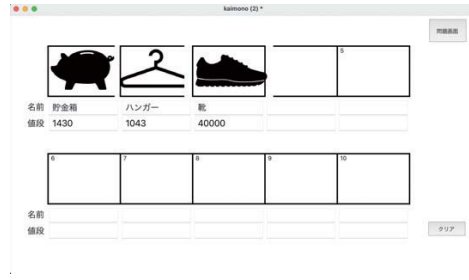 kaimono (2) *
問題画面
5
名前 貯金箱 ハンガー 靴
値段 1430 1043 40000
6 7 8 9 10
名前
値段
クリア